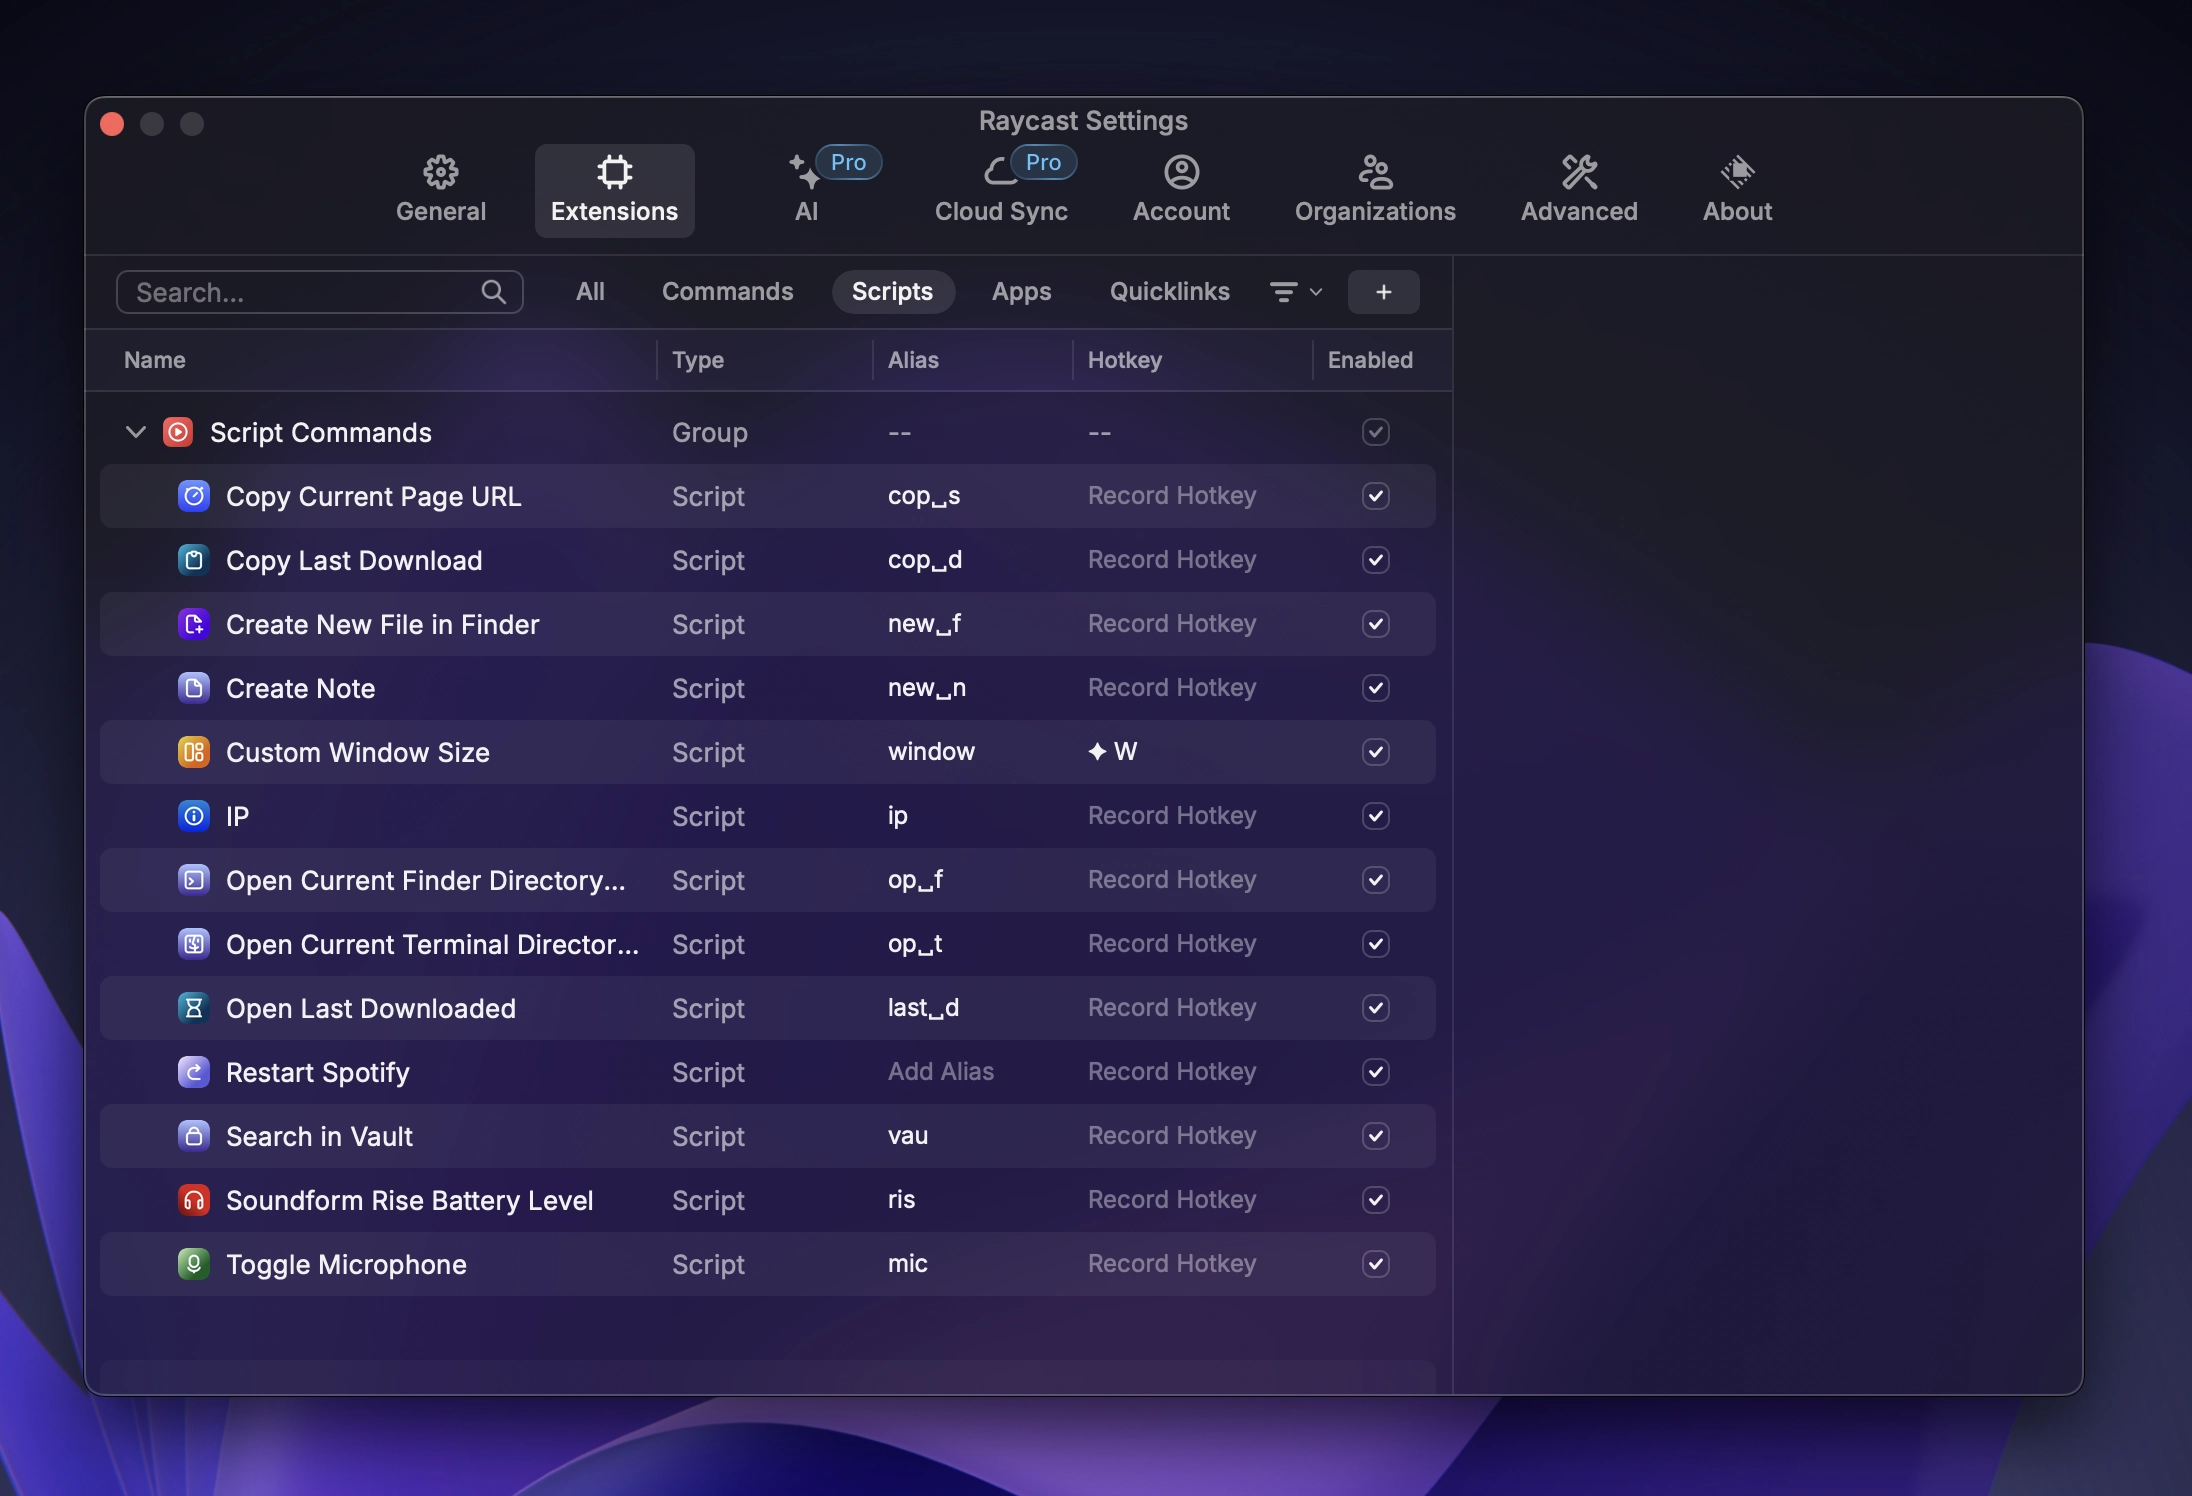 Raycast Settings
General
Extensions
Pro
AI
Pro
Cloud Sync
Account
Organizations
Advanced
About
Search...
All Commands Scripts Apps Quicklinks +
Name Type Alias Hotkey Enabled
Script Commands Group -- --
Copy Current Page URL Script cop␣s Record Hotkey
Copy Last Download Script cop␣d Record Hotkey
Create New File in Finder Script new␣f Record Hotkey
Create Note Script new␣n Record Hotkey
Custom Window Size Script window ✦ W
IP Script ip Record Hotkey
Open Current Finder Directory... Script op␣f Record Hotkey
Open Current Terminal Director... Script op␣t Record Hotkey
Open Last Downloaded Script last␣d Record Hotkey
Restart Spotify Script Add Alias Record Hotkey
Search in Vault Script vau Record Hotkey
Soundform Rise Battery Level Script ris Record Hotkey
Toggle Microphone Script mic Record Hotkey